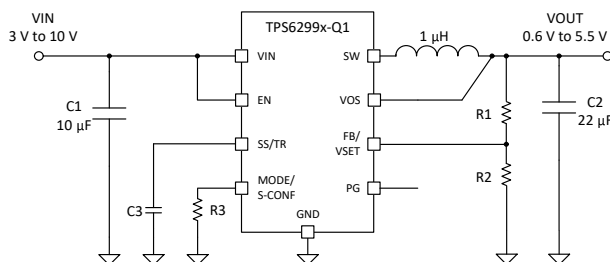 VIN
3 V to 10 V
TPS6299x-Q1
VOUT
0.6 V to 5.5 V
1 µH
VIN
SW
C1
10 µF
EN
VOS
R1
C2
22 µF
SS/TR
FB/
VSET
MODE/
S-CONF
PG
R2
C3
R3
GND